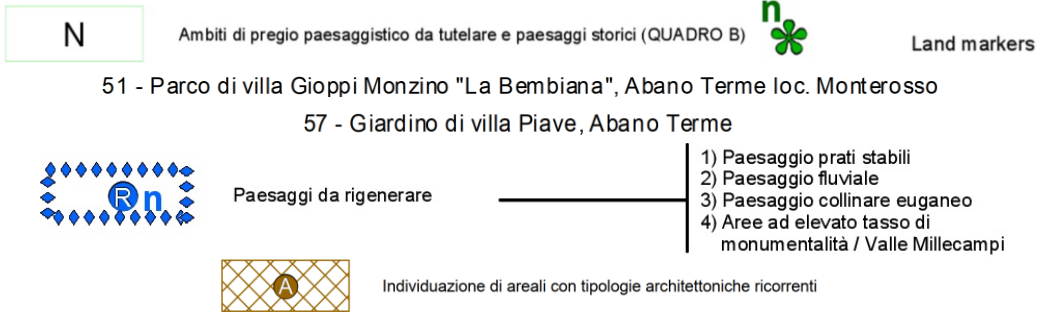 N
Ambiti di pregio paesaggistico da tutelare e paesaggi storici (QUADRO B)
n
Land markers
51 - Parco di villa Gioppi Monzino "La Bembiana", Abano Terme loc. Monterosso
57 - Giardino di villa Piave, Abano Terme
R n
Paesaggi da rigenerare
1) Paesaggio prati stabili
2) Paesaggio fluviale
3) Paesaggio collinare euganeo
4) Aree ad elevato tasso di
monumentalità / Valle Millecampi
A
Individuazione di areali con tipologie architettoniche ricorrenti